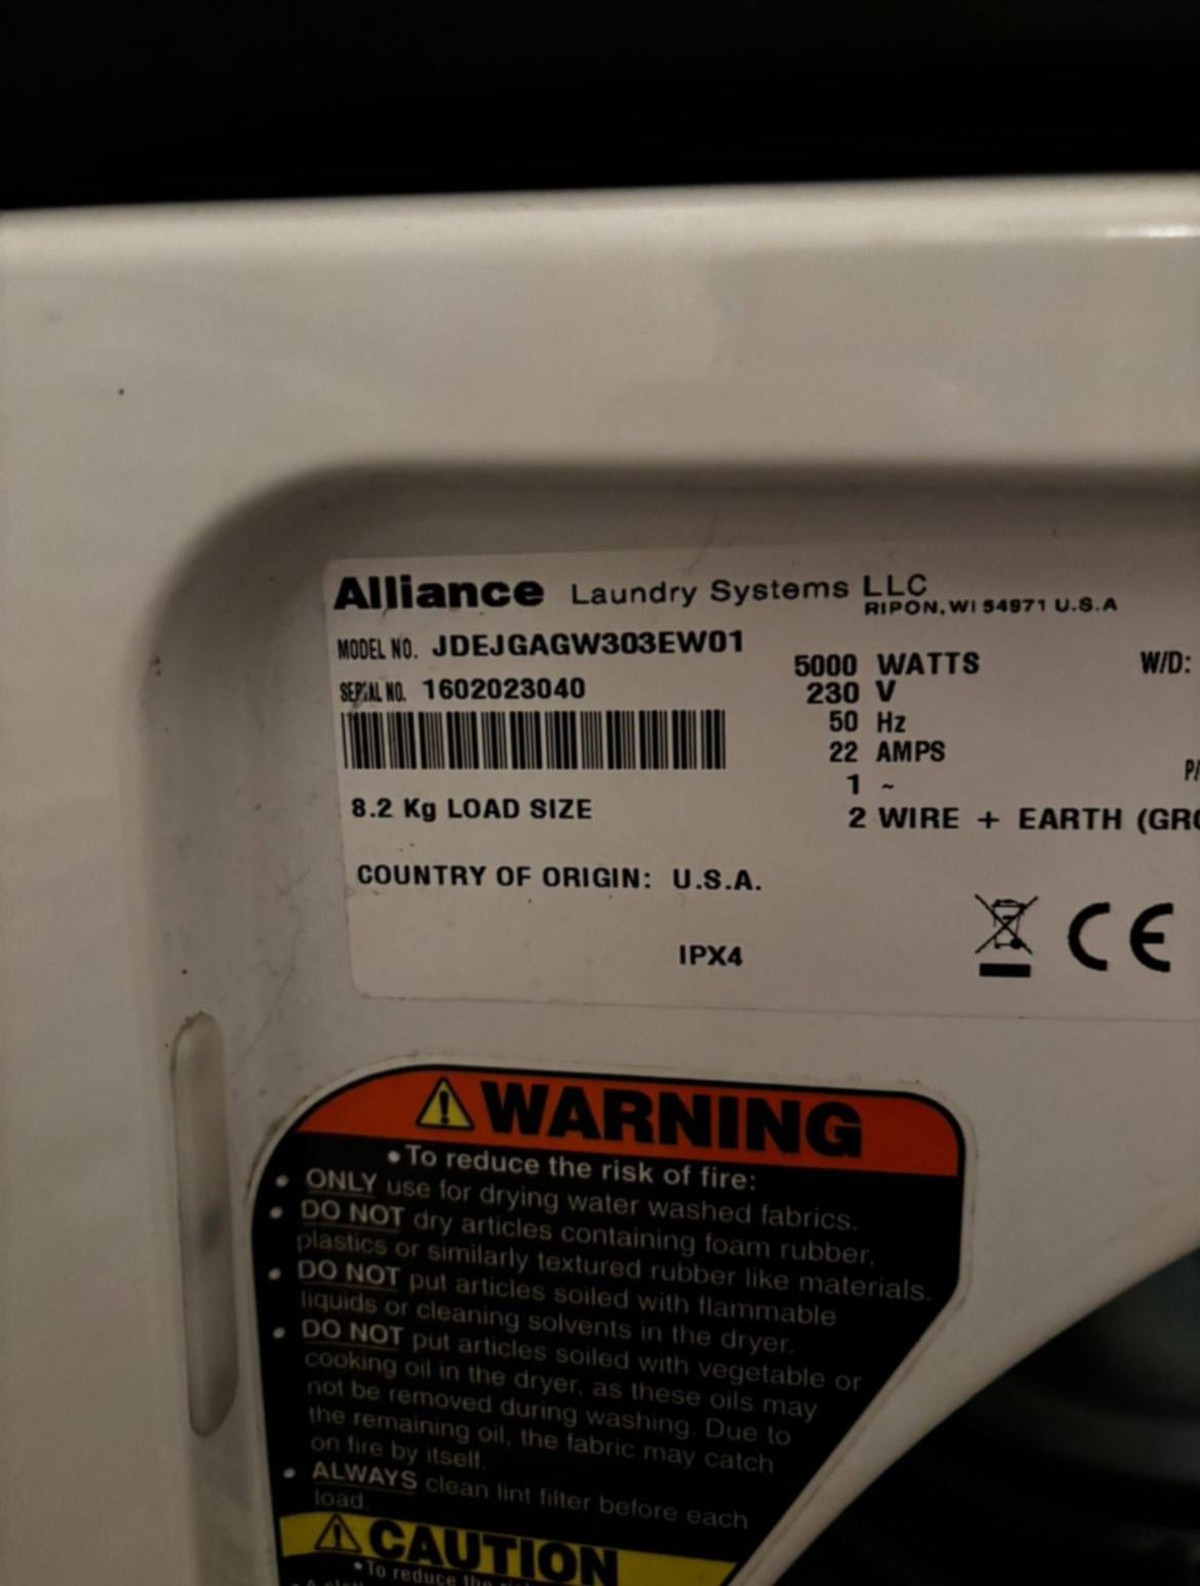 Alliance Laundry Systems LLC
RIPON, WI 54971 U.S.A
MODEL NO. JDEJGAGW303EW01
SERIAL NO. 1602023040
5000 WATTS
W/D:
230 V
50 Hz
22 AMPS
1 ~
2 WIRE + EARTH (GRO
8.2 Kg LOAD SIZE
COUNTRY OF ORIGIN: U.S.A.
IPX4
CE
WARNING
• To reduce the risk of fire:
• ONLY use for drying water washed fabrics.
• DO NOT dry articles containing foam rubber,
plastics or similarly textured rubber like materials.
• DO NOT put articles soiled with flammable
liquids or cleaning solvents in the dryer.
• DO NOT put articles soiled with vegetable or
cooking oil in the dryer, as these oils may
not be removed during washing. Due to
the remaining oil, the fabric may catch
on fire by itself.
• ALWAYS clean lint filter before each
load.
CAUTION
• To reduce the